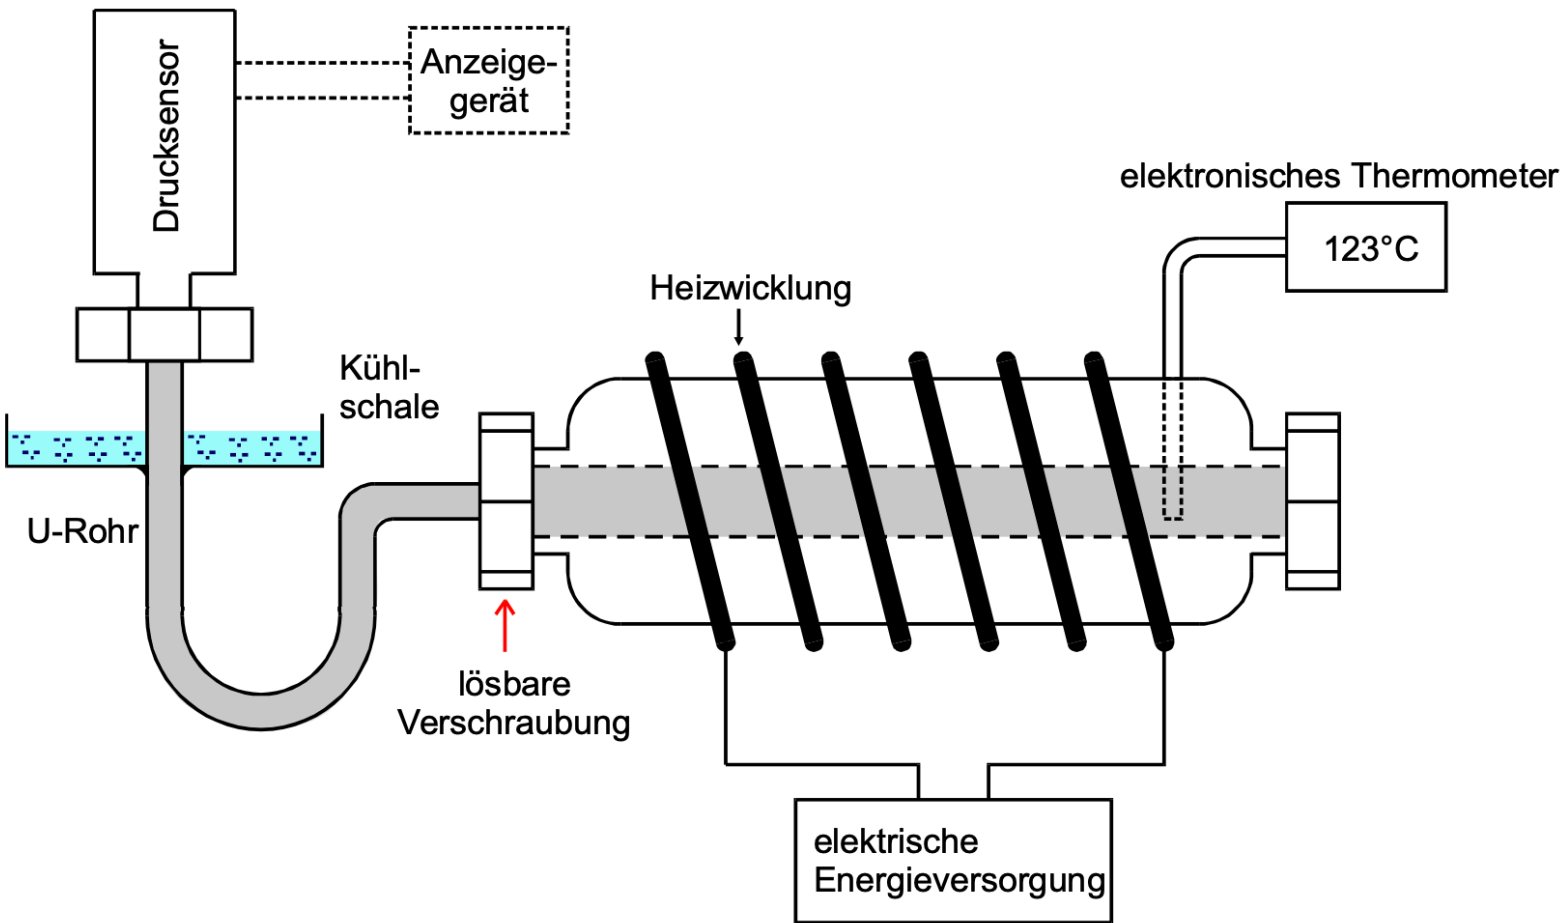 Drucksensor
Anzeige-
gerät
elektronisches Thermometer
123°C
Heizwicklung
Kühl-
schale
U-Rohr
lösbare
Verschraubung
elektrische
Energieversorgung